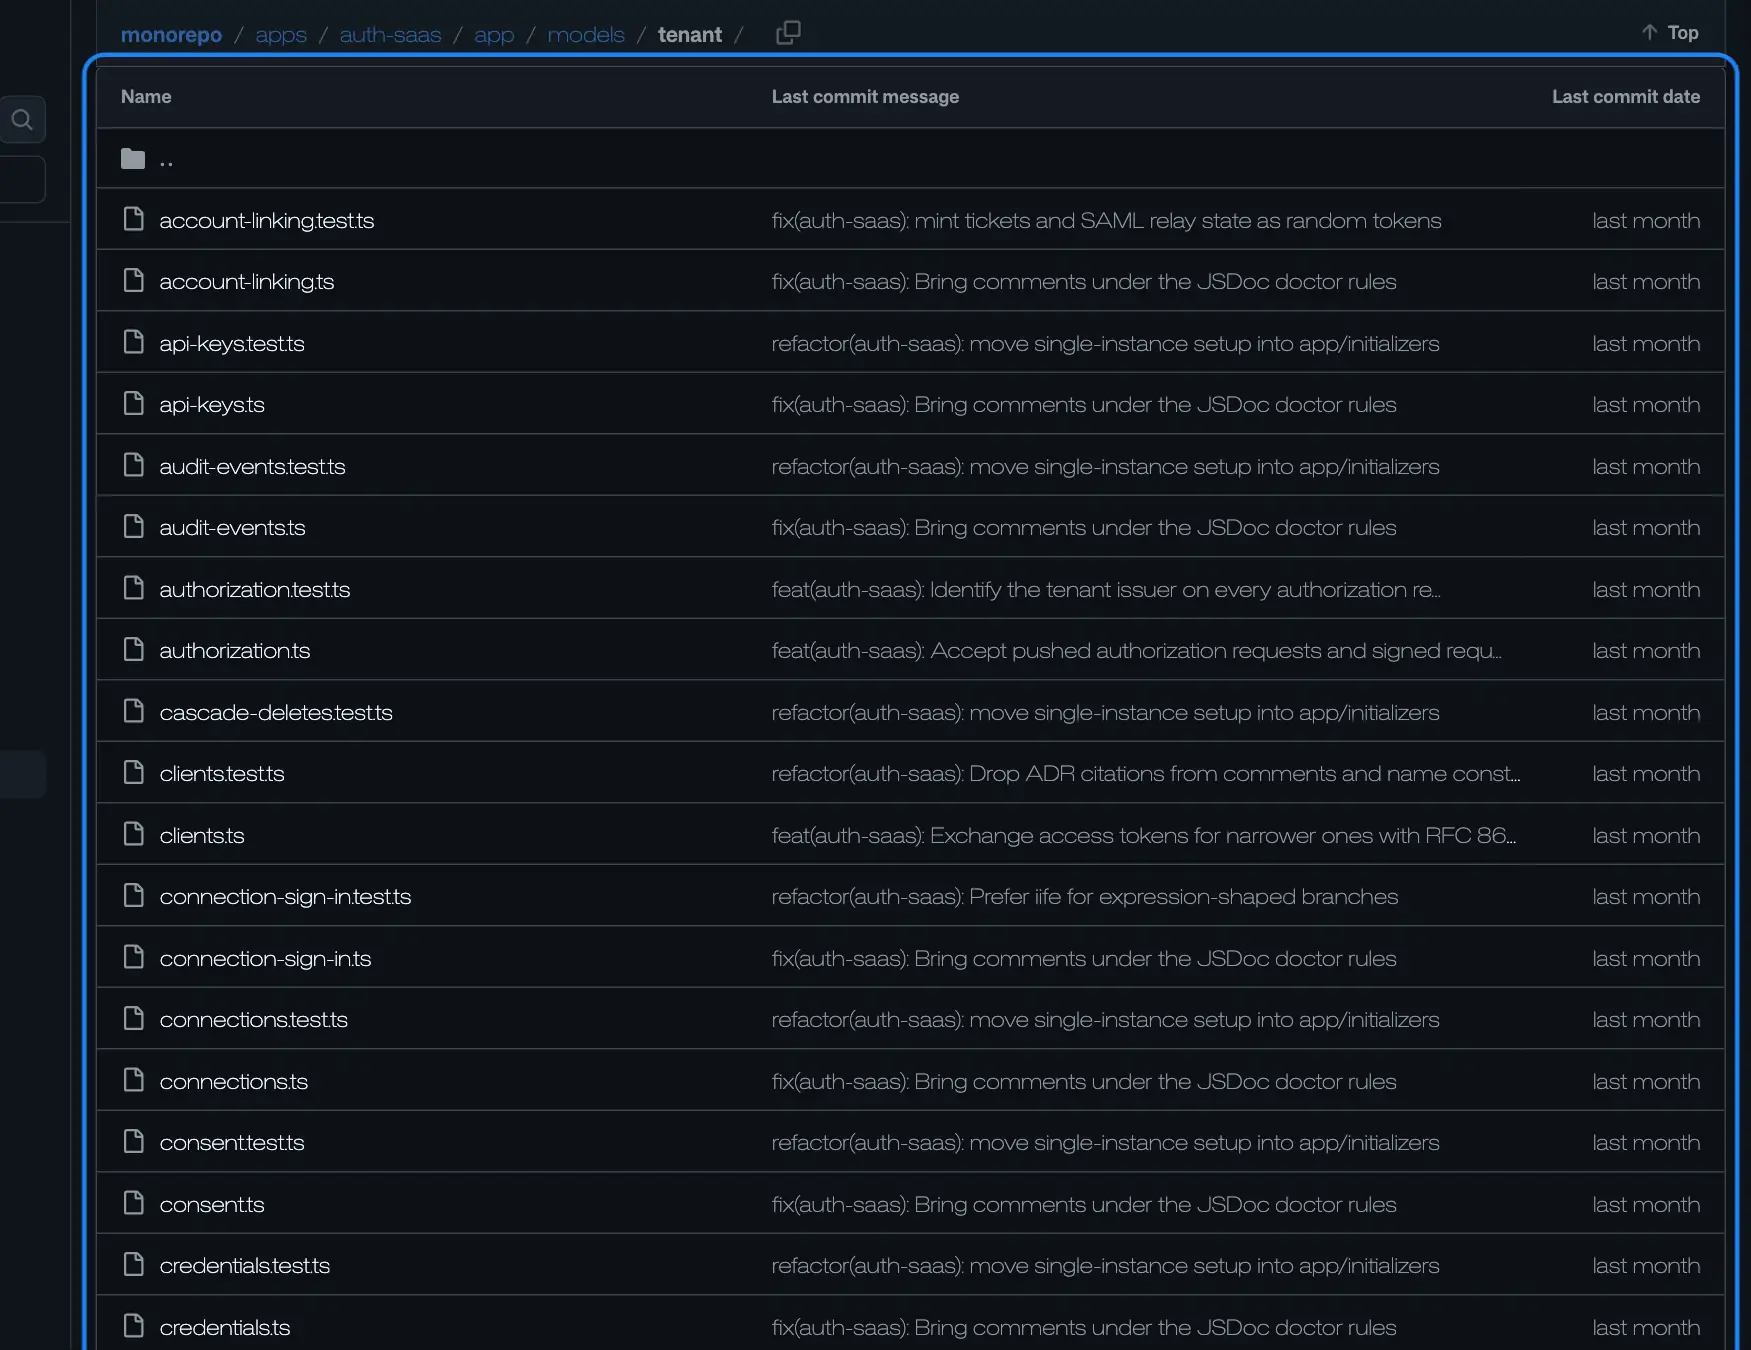 monorepo / apps / auth-saas / app / models / tenant /
Top
Name Last commit message Last commit date
..
account-linking.test.ts fix(auth-saas): mint tickets and SAML relay state as random tokens last month
account-linking.ts fix(auth-saas): Bring comments under the JSDoc doctor rules last month
api-keys.test.ts refactor(auth-saas): move single-instance setup into app/initializers last month
api-keys.ts fix(auth-saas): Bring comments under the JSDoc doctor rules last month
audit-events.test.ts refactor(auth-saas): move single-instance setup into app/initializers last month
audit-events.ts fix(auth-saas): Bring comments under the JSDoc doctor rules last month
authorization.test.ts feat(auth-saas): Identify the tenant issuer on every authorization re... last month
authorization.ts feat(auth-saas): Accept pushed authorization requests and signed requ... last month
cascade-deletes.test.ts refactor(auth-saas): move single-instance setup into app/initializers last month
clients.test.ts refactor(auth-saas): Drop ADR citations from comments and name const... last month
clients.ts feat(auth-saas): Exchange access tokens for narrower ones with RFC 86... last month
connection-sign-in.test.ts refactor(auth-saas): Prefer iife for expression-shaped branches last month
connection-sign-in.ts fix(auth-saas): Bring comments under the JSDoc doctor rules last month
connections.test.ts refactor(auth-saas): move single-instance setup into app/initializers last month
connections.ts fix(auth-saas): Bring comments under the JSDoc doctor rules last month
consent.test.ts refactor(auth-saas): move single-instance setup into app/initializers last month
consent.ts fix(auth-saas): Bring comments under the JSDoc doctor rules last month
credentials.test.ts refactor(auth-saas): move single-instance setup into app/initializers last month
credentials.ts fix(auth-saas): Bring comments under the JSDoc doctor rules last month